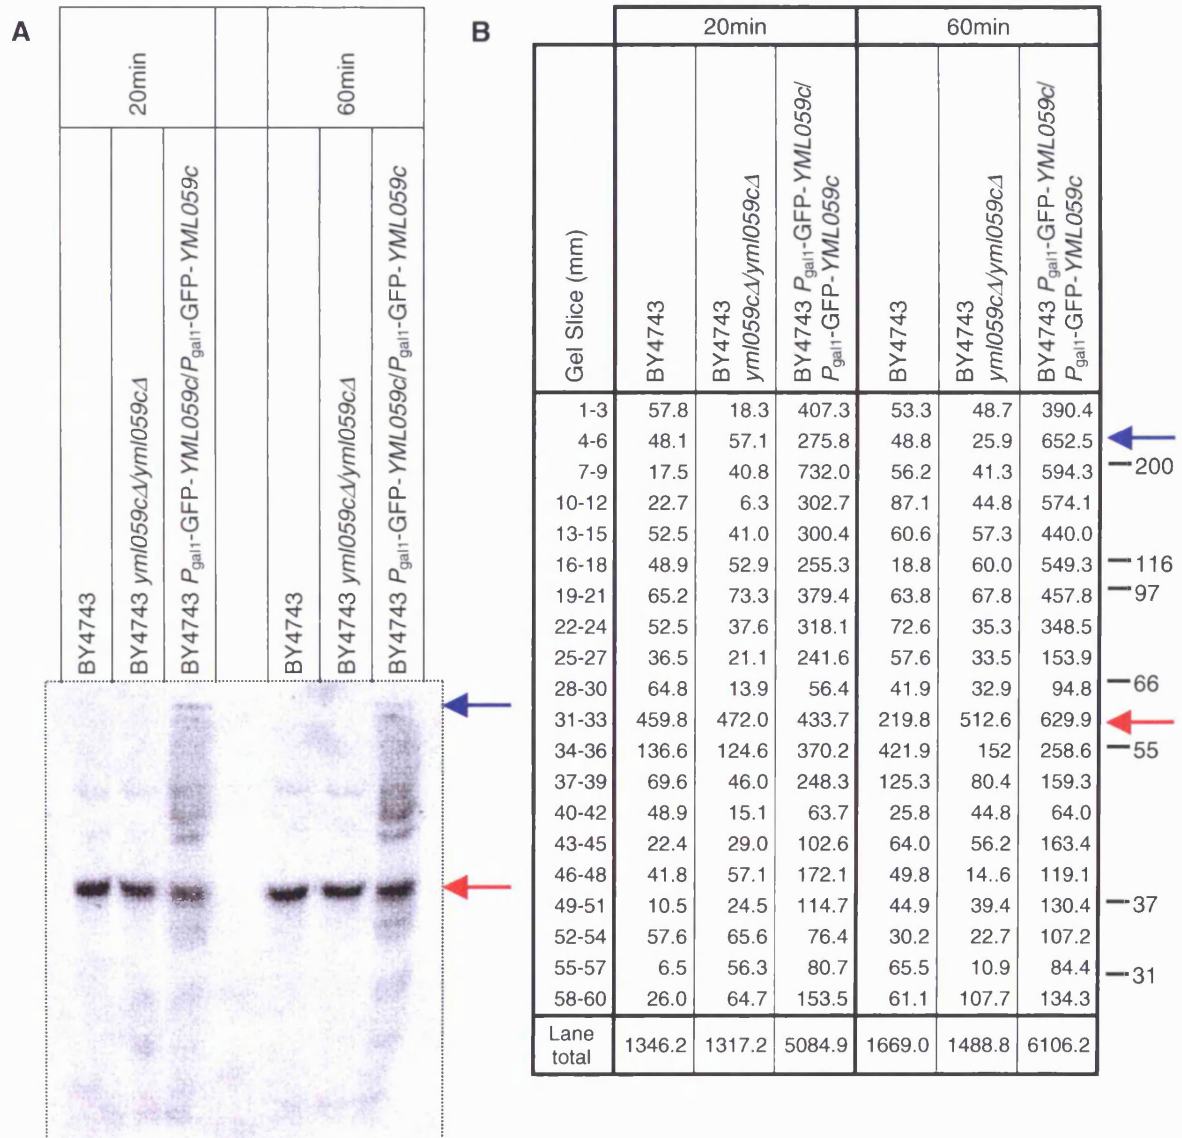 A
20min
60min
BY4743
BY4743 yml059cΔ/yml059cΔ
BY4743 Pgal1-GFP-YML059c/Pgal1-GFP-YML059c
BY4743
BY4743 yml059cΔ/yml059cΔ
BY4743 Pgal1-GFP-YML059c/Pgal1-GFP-YML059c
B
20min 60min
Gel Slice (mm)
BY4743
BY4743
yml059cΔ/yml059cΔ
BY4743 Pgal1-GFP-YML059c/
Pgal1-GFP-YML059c
BY4743
BY4743
yml059cΔ/yml059cΔ
BY4743 Pgal1-GFP-YML059c/
Pgal1-GFP-YML059c
1-3 57.8 18.3 407.3 53.3 48.7 390.4
4-6 48.1 57.1 275.8 48.8 25.9 652.5
7-9 17.5 40.8 732.0 56.2 41.3 594.3 200
10-12 22.7 6.3 302.7 87.1 44.8 574.1
13-15 52.5 41.0 300.4 60.6 57.3 440.0
16-18 48.9 52.9 255.3 18.8 60.0 549.3 116
19-21 65.2 73.3 379.4 63.8 67.8 457.8 97
22-24 52.5 37.6 318.1 72.6 35.3 348.5
25-27 36.5 21.1 241.6 57.6 33.5 153.9
28-30 64.8 13.9 56.4 41.9 32.9 94.8 66
31-33 459.8 472.0 433.7 219.8 512.6 629.9
34-36 136.6 124.6 370.2 421.9 152 258.6 55
37-39 69.6 46.0 248.3 125.3 80.4 159.3
40-42 48.9 15.1 63.7 25.8 44.8 64.0
43-45 22.4 29.0 102.6 64.0 56.2 163.4
46-48 41.8 57.1 172.1 49.8 14..6 119.1
49-51 10.5 24.5 114.7 44.9 39.4 130.4 37
52-54 57.6 65.6 76.4 30.2 22.7 107.2
55-57 6.5 56.3 80.7 65.5 10.9 84.4 31
58-60 26.0 64.7 153.5 61.1 107.7 134.3
Lane
total 1346.2 1317.2 5084.9 1669.0 1488.8 6106.2